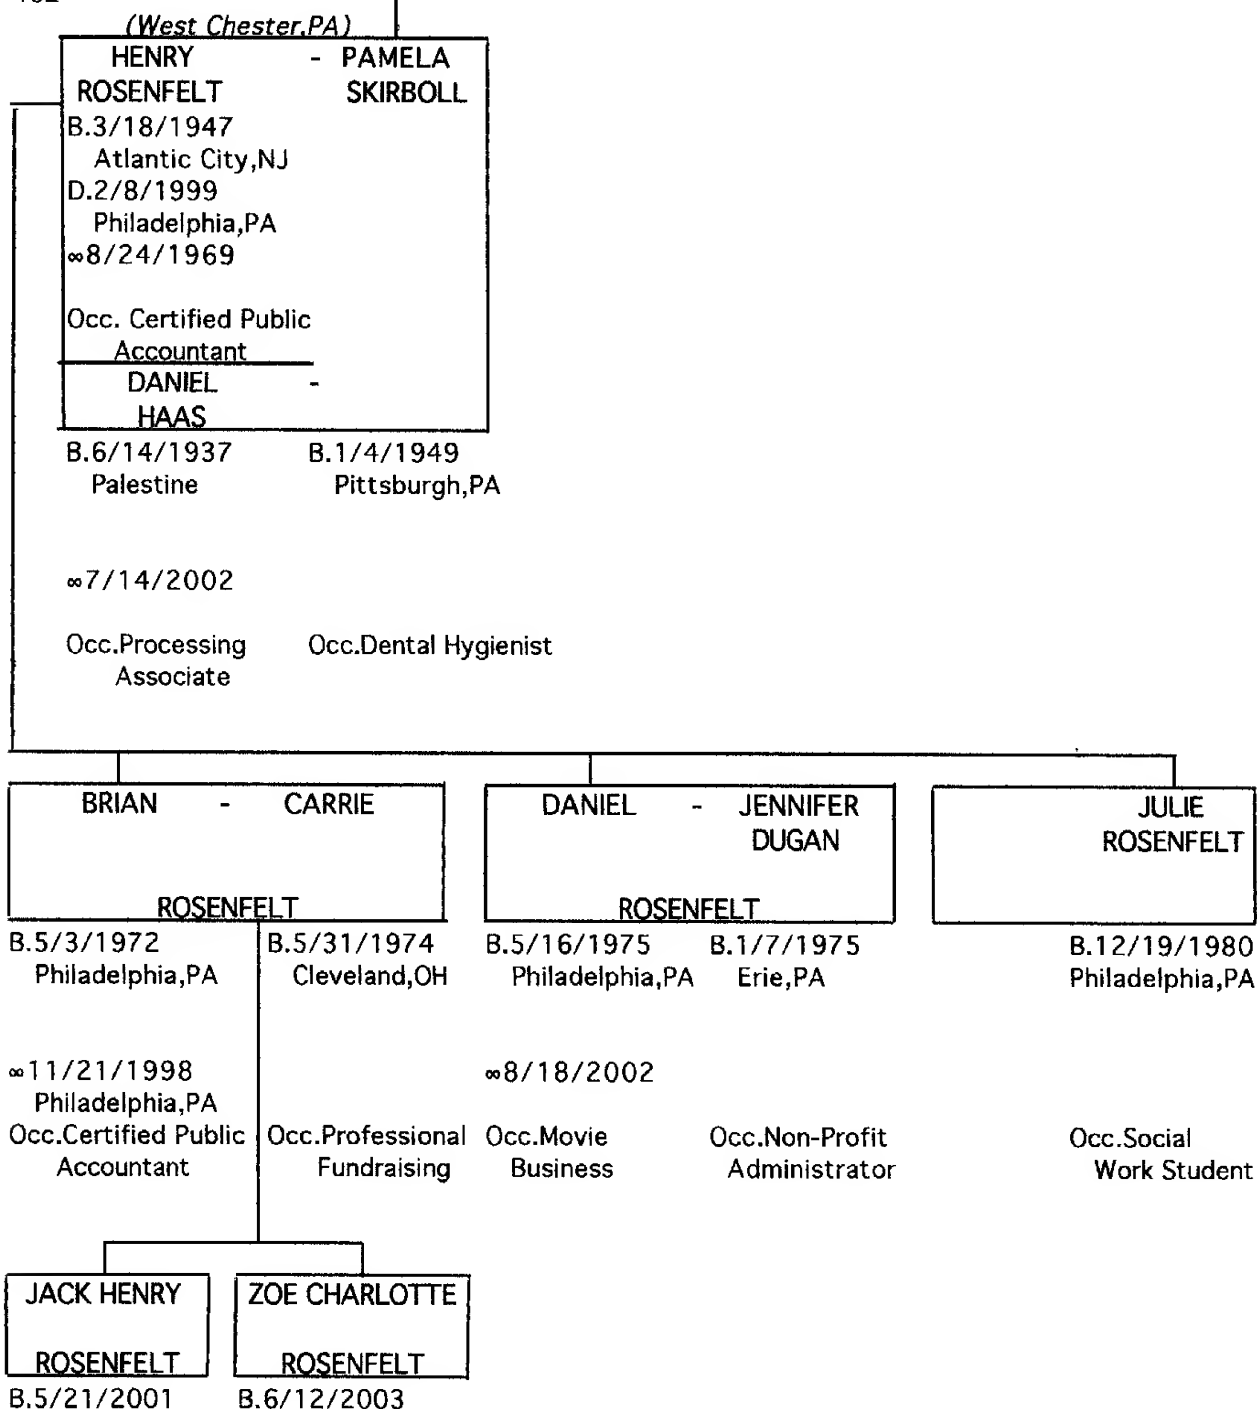 (West Chester,PA)
HENRY - PAMELA
ROSENFELT SKIRBOLL
B.3/18/1947
Atlantic City,NJ
D.2/8/1999
Philadelphia,PA
∞8/24/1969
Occ. Certified Public
Accountant
DANIEL -
HAAS
B.6/14/1937 B.1/4/1949
Palestine Pittsburgh,PA
∞7/14/2002
Occ.Processing Occ.Dental Hygienist
Associate
BRIAN - CARRIE DANIEL - JENNIFER JULIE
DUGAN ROSENFELT
ROSENFELT ROSENFELT
B.5/3/1972 B.5/31/1974 B.5/16/1975 B.1/7/1975 B.12/19/1980
Philadelphia,PA Cleveland,OH Philadelphia,PA Erie,PA Philadelphia,PA
∞11/21/1998 ∞8/18/2002
Philadelphia,PA
Occ.Certified Public Occ.Professional Occ.Movie Occ.Non-Profit Occ.Social
Accountant Fundraising Business Administrator Work Student
JACK HENRY ZOE CHARLOTTE
ROSENFELT ROSENFELT
B.5/21/2001 B.6/12/2003